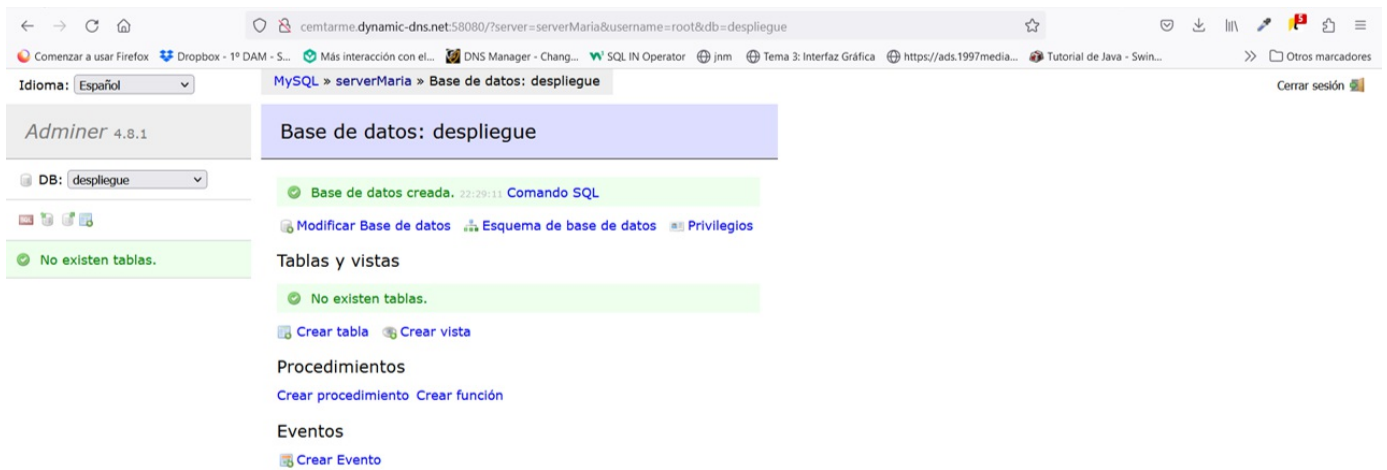 cemtarme.dynamic-dns.net:58080/?server=serverMaria&username=root&db=despliegue
5
Comenzar a usar Firefox Dropbox - 1º DAM - S... Más interacción con el... DNS Manager - Chang... SQL IN Operator jnm Tema 3: Interfaz Gráfica https://ads.1997media... Tutorial de Java - Swin... Otros marcadores
Idioma: Español MySQL » serverMaria » Base de datos: despliegue Cerrar sesión
Adminer 4.8.1 Base de datos: despliegue
DB: despliegue
Base de datos creada. 22:29:11 Comando SQL
Modificar Base de datos Esquema de base de datos Privilegios
No existen tablas.
Tablas y vistas
No existen tablas.
Crear tabla Crear vista
Procedimientos
Crear procedimiento Crear función
Eventos
Crear Evento